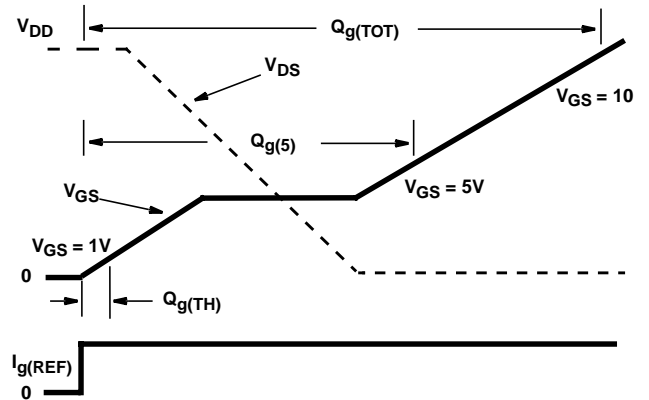 V_DD
Q_g(TOT)
V_DS
V_GS = 10
Q_g(5)
V_GS = 5V
V_GS
V_GS = 1V
0
Q_g(TH)
I_g(REF)
0